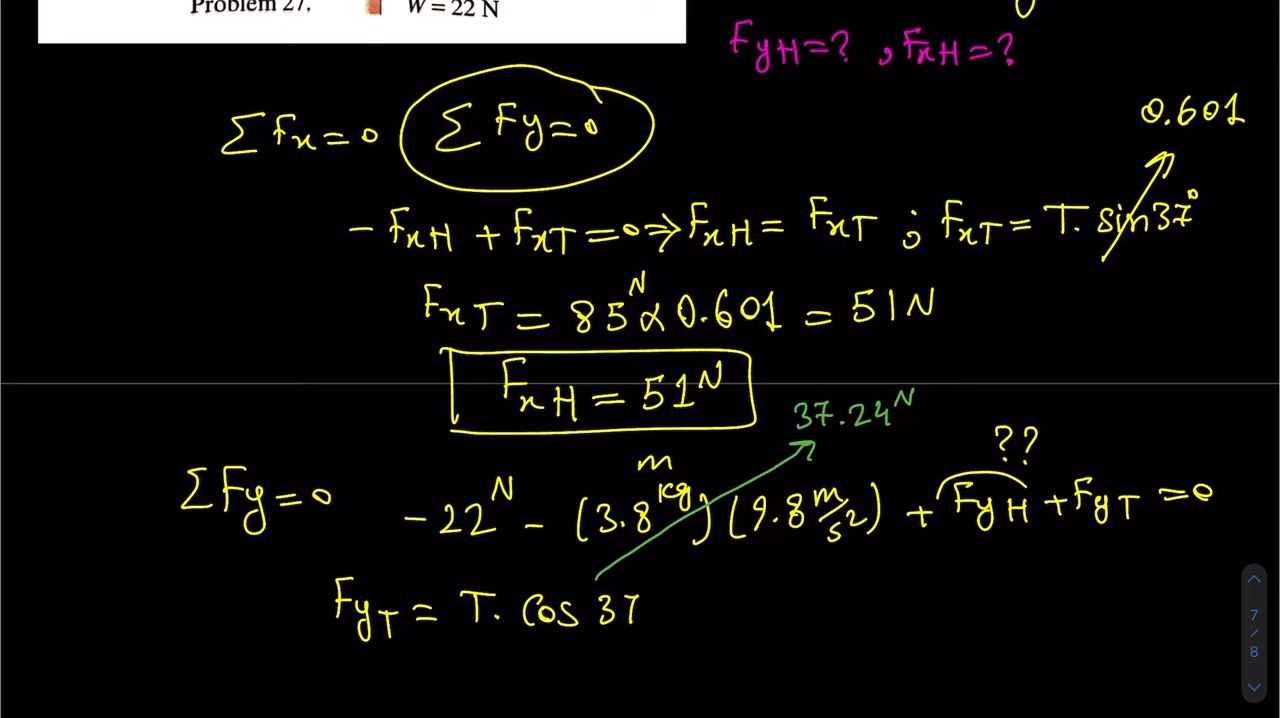 Problem 27. W = 22 N
FyH=? , FxH=?
ΣFx=0 ΣFy=0
0.601
-FxH + FxT=0⇒FxH= FxT ; FxT= T. sin37°
FxT = 85N × 0.601 = 51N
FxH = 51N
37.24N
??
ΣFy=0 -22N - (3.8kg)(9.8 m/s2) + FyH + FyT =0
m
FyT = T. Cos 37
7
/
8